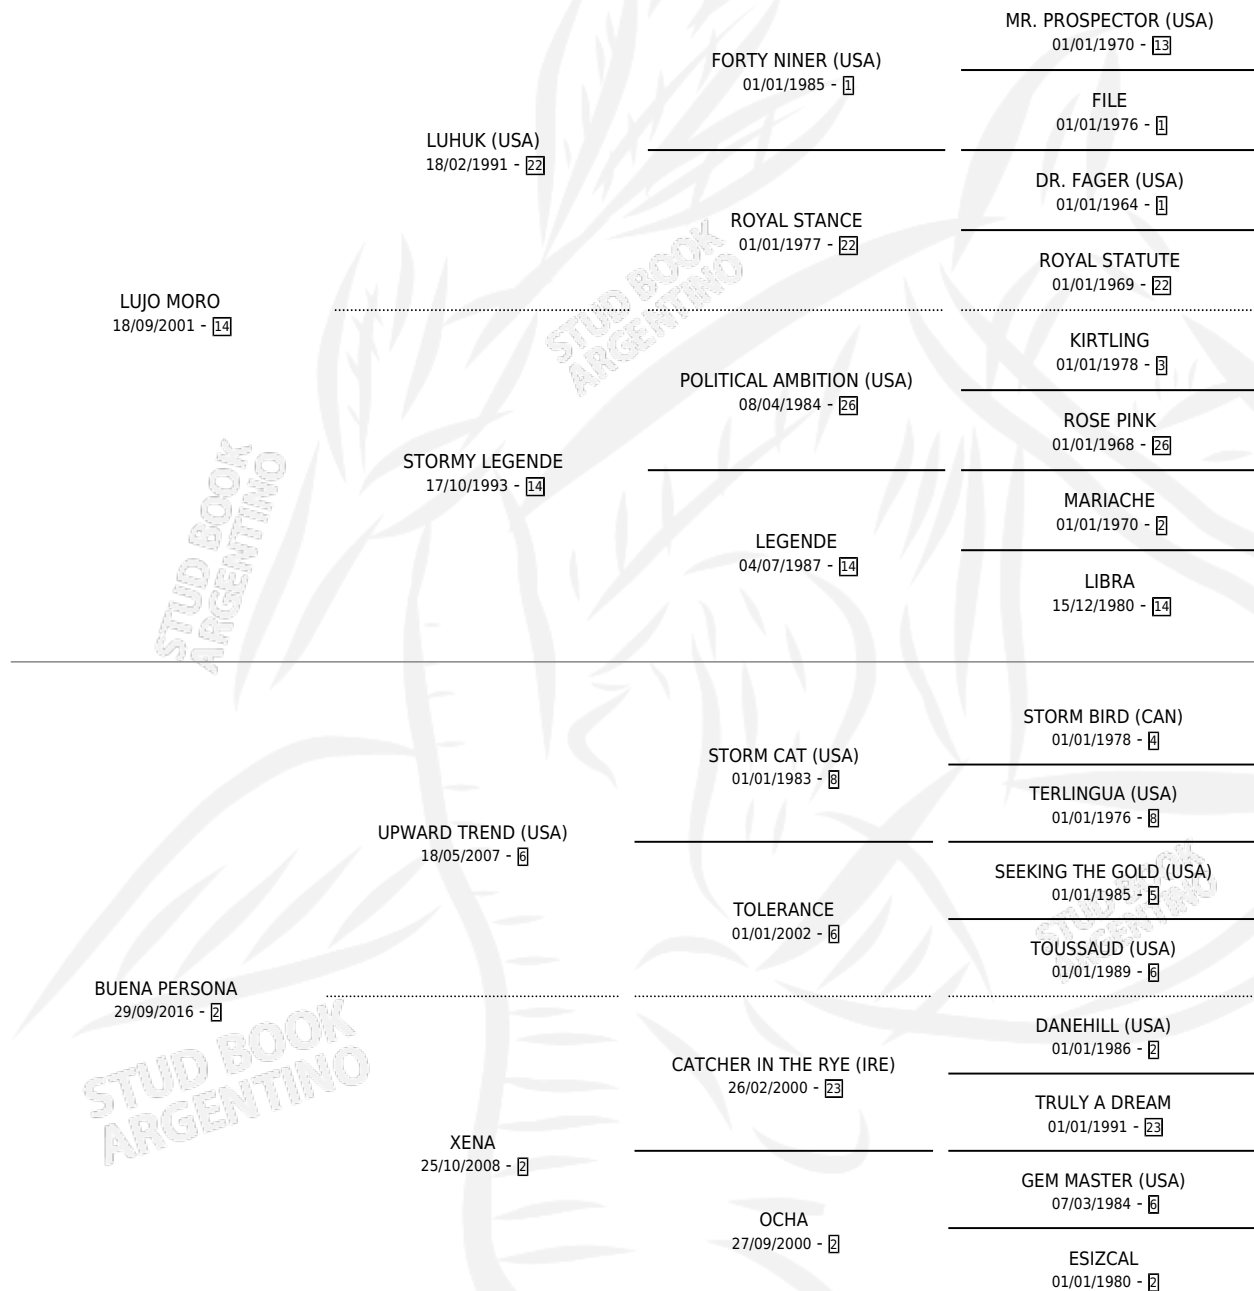 MR. PROSPECTOR (USA)
01/01/1970 - 13
FORTY NINER (USA)
01/01/1985 - 1
FILE
01/01/1976 - 1
LUHUK (USA)
18/02/1991 - 22
DR. FAGER (USA)
01/01/1964 - 1
ROYAL STANCE
01/01/1977 - 22
ROYAL STATUTE
01/01/1969 - 22
LUJO MORO
18/09/2001 - 14
KIRTLING
01/01/1978 - 3
POLITICAL AMBITION (USA)
08/04/1984 - 26
ROSE PINK
01/01/1968 - 26
STORMY LEGENDE
17/10/1993 - 14
MARIACHE
01/01/1970 - 2
LEGENDE
04/07/1987 - 14
LIBRA
15/12/1980 - 14
STORM BIRD (CAN)
01/01/1978 - 4
STORM CAT (USA)
01/01/1983 - 8
TERLINGUA (USA)
01/01/1976 - 8
UPWARD TREND (USA)
18/05/2007 - 6
SEEKING THE GOLD (USA)
01/01/1985 - 5
TOLERANCE
01/01/2002 - 6
TOUSSAUD (USA)
01/01/1989 - 6
BUENA PERSONA
29/09/2016 - 2
DANEHILL (USA)
01/01/1986 - 2
CATCHER IN THE RYE (IRE)
26/02/2000 - 23
TRULY A DREAM
01/01/1991 - 23
XENA
25/10/2008 - 2
GEM MASTER (USA)
07/03/1984 - 6
OCHA
27/09/2000 - 2
ESIZCAL
01/01/1980 - 2
STUD BOOK
ARGENTINO
STUD BOOK
ARGENTINO
STUD BOOK
ARGENTINO
STUD BOOK
ARGENTINO